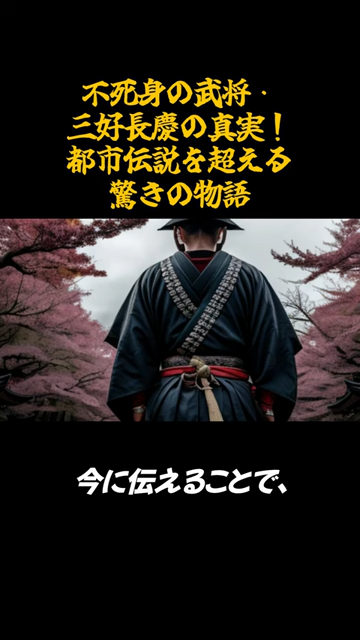 不死身の武将・
三好長慶の真実！
都市伝説を超える
驚きの物語
今に伝えることで、